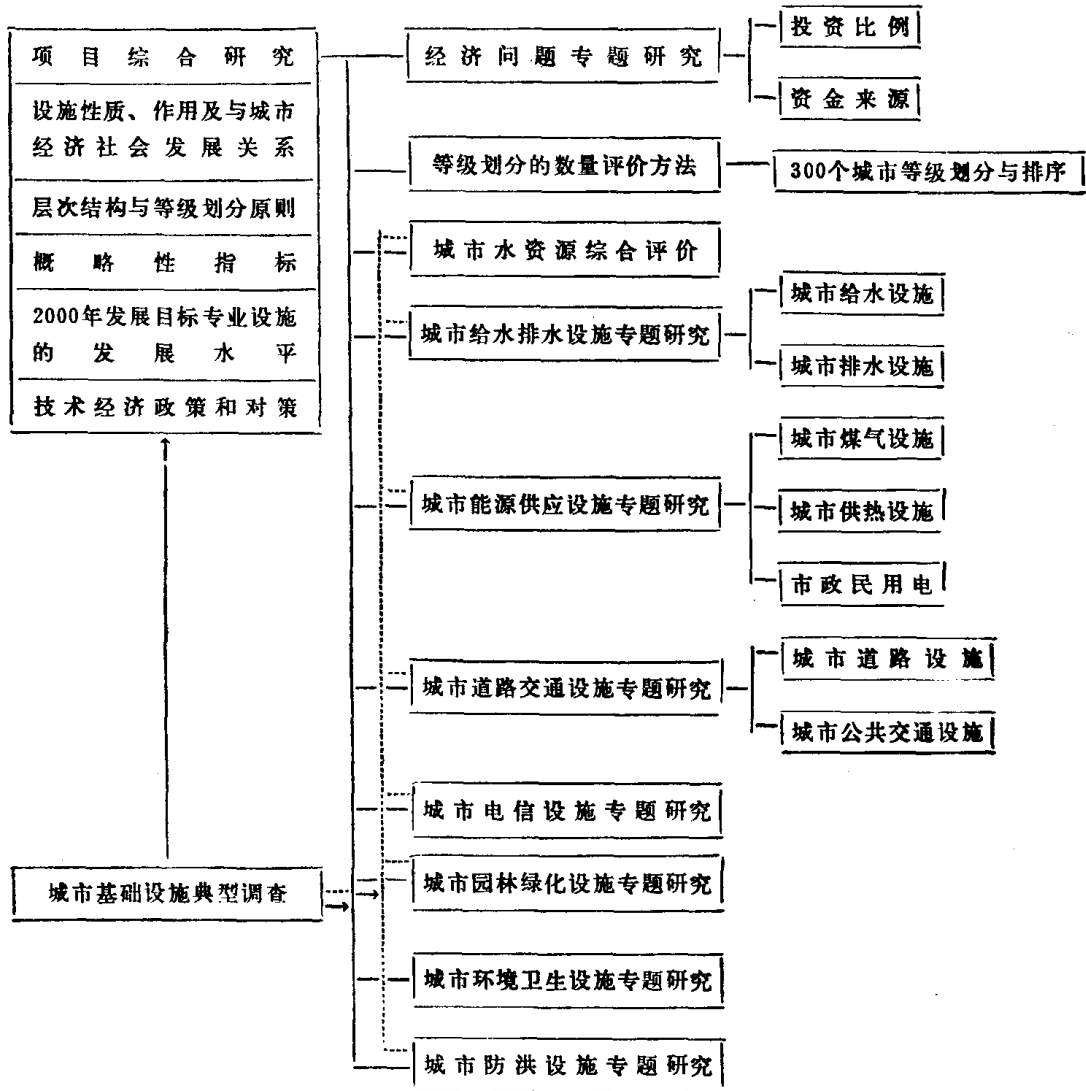 项目综合研究
设施性质、作用及与城市
经济社会发展关系
层次结构与等级划分原则
概略性指标
2000年发展目标专业设施
的发展水平
技术经济政策和对策
城市基础设施典型调查
经济问题专题研究
投资比例
资金来源
等级划分的数量评价方法
300个城市等级划分与排序
城市水资源综合评价
城市给水排水设施专题研究
城市给水设施
城市排水设施
城市能源供应设施专题研究
城市煤气设施
城市供热设施
市政民用电
城市道路交通设施专题研究
城市道路设施
城市公共交通设施
城市电信设施专题研究
城市园林绿化设施专题研究
城市环境卫生设施专题研究
城市防洪设施专题研究